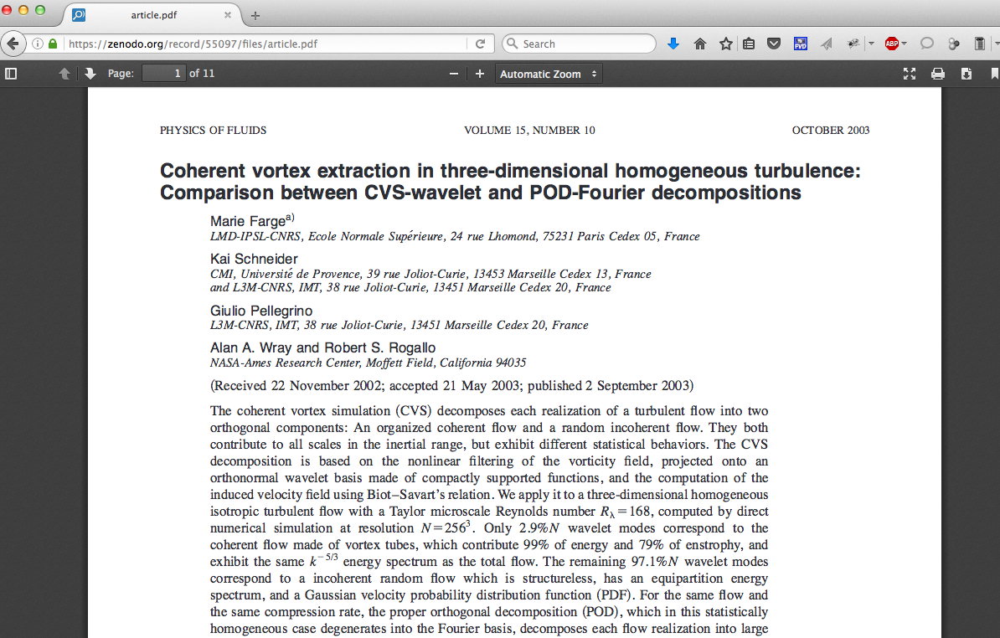 article.pdf
https://zenodo.org/record/55097/files/article.pdf
Search
ABP
Page: 1 of 11
Automatic Zoom
PHYSICS OF FLUIDS VOLUME 15, NUMBER 10 OCTOBER 2003
Coherent vortex extraction in three-dimensional homogeneous turbulence:
Comparison between CVS-wavelet and POD-Fourier decompositions
Marie Farge^a)
LMD-IPSL-CNRS, Ecole Normale Supérieure, 24 rue Lhomond, 75231 Paris Cedex 05, France
Kai Schneider
CMI, Université de Provence, 39 rue Joliot-Curie, 13453 Marseille Cedex 13, France
and L3M-CNRS, IMT, 38 rue Joliot-Curie, 13451 Marseille Cedex 20, France
Giulio Pellegrino
L3M-CNRS, IMT, 38 rue Joliot-Curie, 13451 Marseille Cedex 20, France
Alan A. Wray and Robert S. Rogallo
NASA-Ames Research Center, Moffett Field, California 94035
(Received 22 November 2002; accepted 21 May 2003; published 2 September 2003)
The coherent vortex simulation (CVS) decomposes each realization of a turbulent flow into two
orthogonal components: An organized coherent flow and a random incoherent flow. They both
contribute to all scales in the inertial range, but exhibit different statistical behaviors. The CVS
decomposition is based on the nonlinear filtering of the vorticity field, projected onto an
orthonormal wavelet basis made of compactly supported functions, and the computation of the
induced velocity field using Biot–Savart's relation. We apply it to a three-dimensional homogeneous
isotropic turbulent flow with a Taylor microscale Reynolds number R_λ=168, computed by direct
numerical simulation at resolution N=256³. Only 2.9%N wavelet modes correspond to the
coherent flow made of vortex tubes, which contribute 99% of energy and 79% of enstrophy, and
exhibit the same k^−5/3 energy spectrum as the total flow. The remaining 97.1%N wavelet modes
correspond to a incoherent random flow which is structureless, has an equipartition energy
spectrum, and a Gaussian velocity probability distribution function (PDF). For the same flow and
the same compression rate, the proper orthogonal decomposition (POD), which in this statistically
homogeneous case degenerates into the Fourier basis, decomposes each flow realization into large